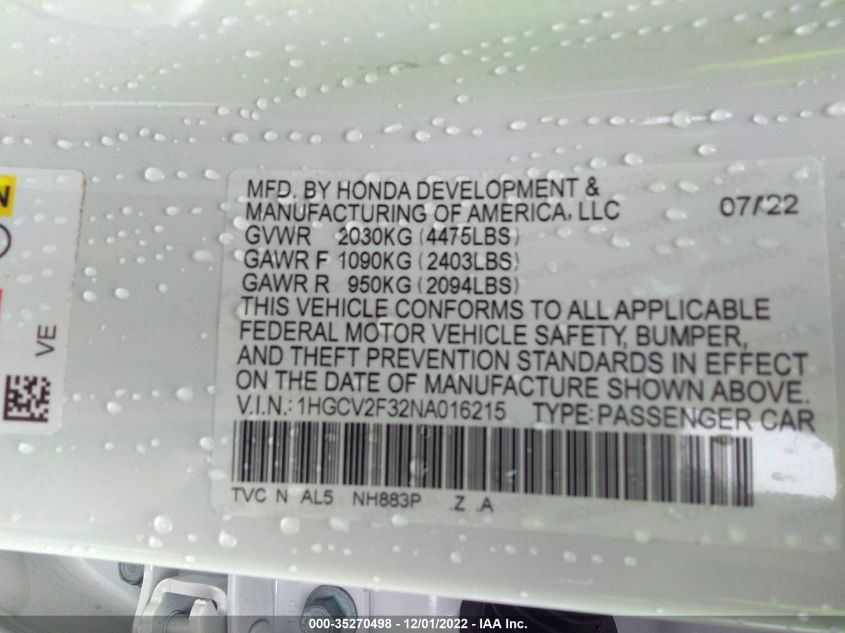 N
VE
MFD. BY HONDA DEVELOPMENT &
MANUFACTURING OF AMERICA, LLC 07/22
GVWR 2030KG (4475LBS)
GAWR F 1090KG (2403LBS)
GAWR R 950KG (2094LBS)
THIS VEHICLE CONFORMS TO ALL APPLICABLE
FEDERAL MOTOR VEHICLE SAFETY, BUMPER,
AND THEFT PREVENTION STANDARDS IN EFFECT
ON THE DATE OF MANUFACTURE SHOWN ABOVE.
V.I.N.: 1HGCV2F32NA016215 TYPE: PASSENGER CAR
TVC N AL5 NH883P .Z .A
000-35270498 - 12/01/2022 - IAA Inc.